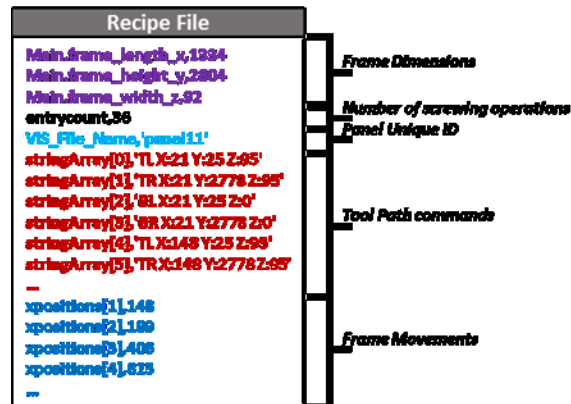 Recipe File
Main.frame_length_x,1334
Main.frame_height_y,2804
Main.frame_width_z,92
entrycount,36
VIS_File_Name,'panel11'
stringArray[0],'TL X:21 Y:25 Z:95'
stringArray[1],'TR X:21 Y:2778 Z:95'
stringArray[2],'BL X:21 Y:25 Z:0'
stringArray[3],'BR X:21 Y:2778 Z:0'
stringArray[4],'TL X:148 Y:25 Z:95'
stringArray[5],'TR X:148 Y:2778 Z:95'
...
xpositions[1],148
xpositions[2],199
xpositions[3],406
xpositions[4],813
...
Frame Dimensions
Number of screwing operations
Panel Unique ID
Tool Path commands
Frame Movements